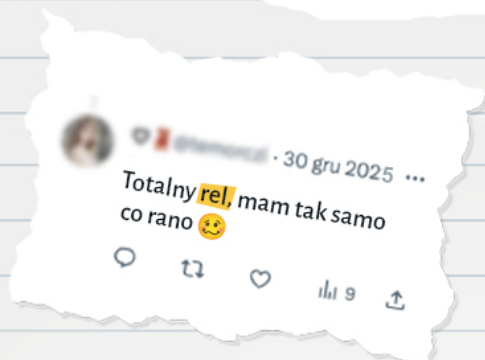 · 30 gru 2025 ...
Totalny rel, mam tak samo
co rano 🥴
9